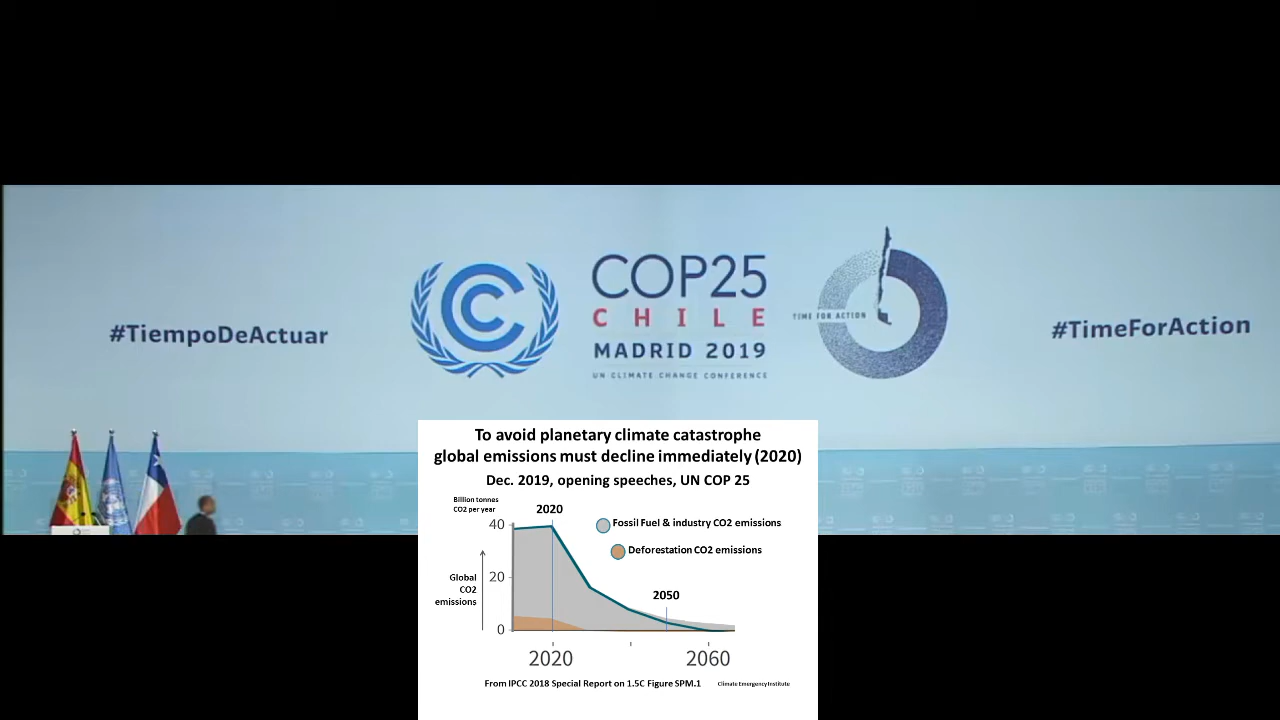 #TiempoDeActuar
COP25
CHILE
MADRID 2019
UN CLIMATE CHANGE CONFERENCE
TIME FOR ACTION
#TimeForAction
To avoid planetary climate catastrophe
global emissions must decline immediately (2020)
Dec. 2019, opening speeches, UN COP 25
Billion tonnes
CO2 per year
2020
Fossil Fuel & industry CO2 emissions
Deforestation CO2 emissions
40
20
0
Global
CO2
emissions
2050
2020
2060
From IPCC 2018 Special Report on 1.5C Figure SPM.1
Climate Emergency Institute